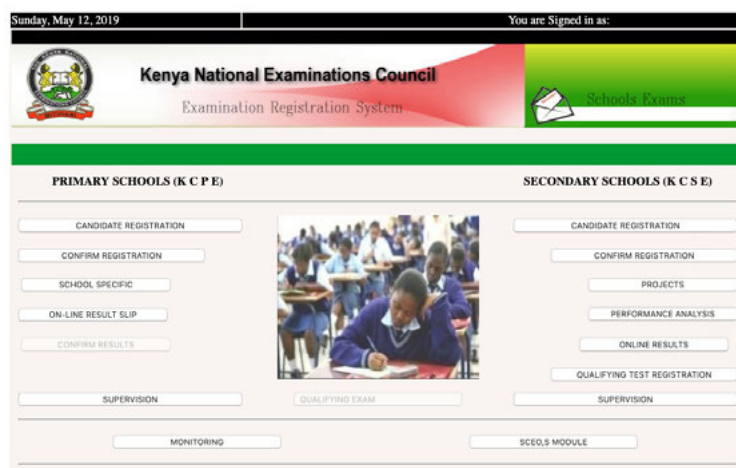 Sunday, May 12, 2019
You are Signed in as:
Kenya National Examinations Council
Examination Registration System
Schools Exams
PRIMARY SCHOOLS (K C P E)
SECONDARY SCHOOLS (K C S E)
CANDIDATE REGISTRATION
CANDIDATE REGISTRATION
CONFIRM REGISTRATION
CONFIRM REGISTRATION
SCHOOL SPECIFIC
PROJECTS
ON-LINE RESULT SLIP
PERFORMANCE ANALYSIS
CONFIRM RESULTS
ONLINE RESULTS
QUALIFYING TEST REGISTRATION
SUPERVISION
QUALIFYING EXAM
SUPERVISION
MONITORING
SCEO,S MODULE